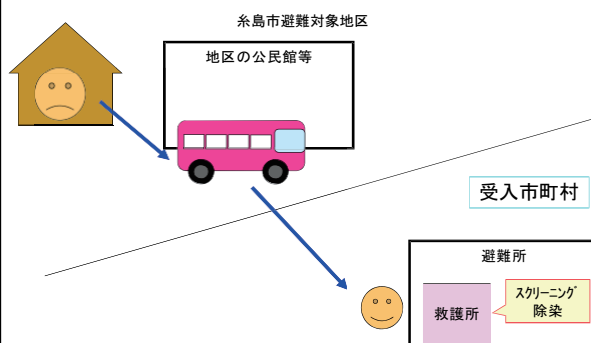 糸島市避難対象地区
地区の公民館等
受入市町村
避難所
救護所
スクリーニング
除染